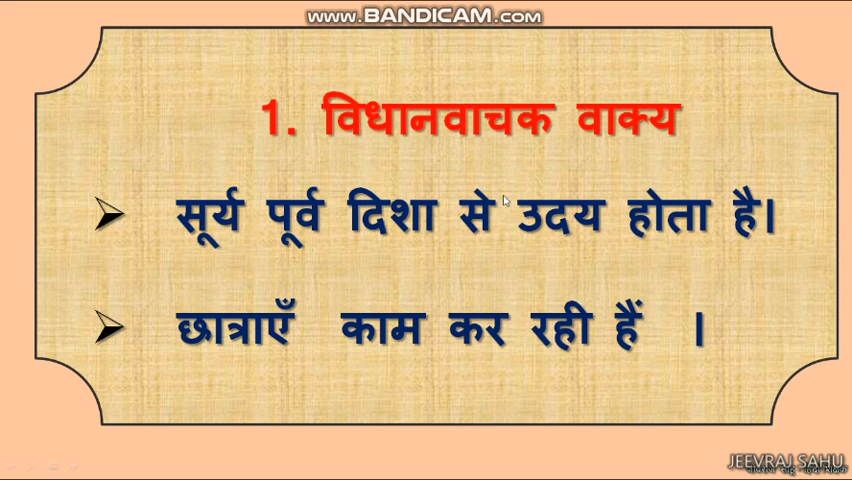 www.BANDICAM.com
1. विधानवाचक वाक्य
➢ सूर्य पूर्व दिशा से उदय होता है।
➢ छात्राएँ काम कर रही हैं ।
JEEVRAJ SAHU